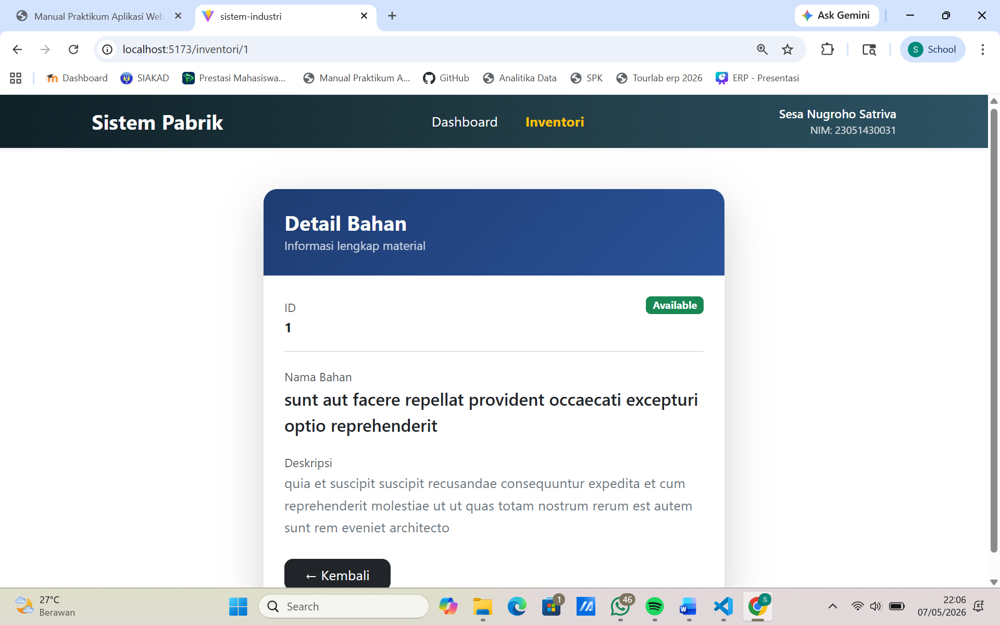 Manual Praktikum Aplikasi Web
sistem-industri
Ask Gemini
localhost:5173/inventori/1
School
Dashboard
SIAKAD
Prestasi Mahasiswa...
Manual Praktikum A...
GitHub
Analitika Data
SPK
Tourlab erp 2026
ERP - Presentasi
Sistem Pabrik
Dashboard
Inventori
Sesa Nugroho Satriva
NIM: 23051430031
Detail Bahan
Informasi lengkap material
ID
Available
1
Nama Bahan
sunt aut facere repellat provident occaecati excepturi
optio reprehenderit
Deskripsi
quia et suscipit suscipit recusandae consequuntur expedita et cum
reprehenderit molestiae ut ut quas totam nostrum rerum est autem
sunt rem eveniet architecto
← Kembali
27°C
Berawan
Search
1
46
S
22:06
07/05/2026